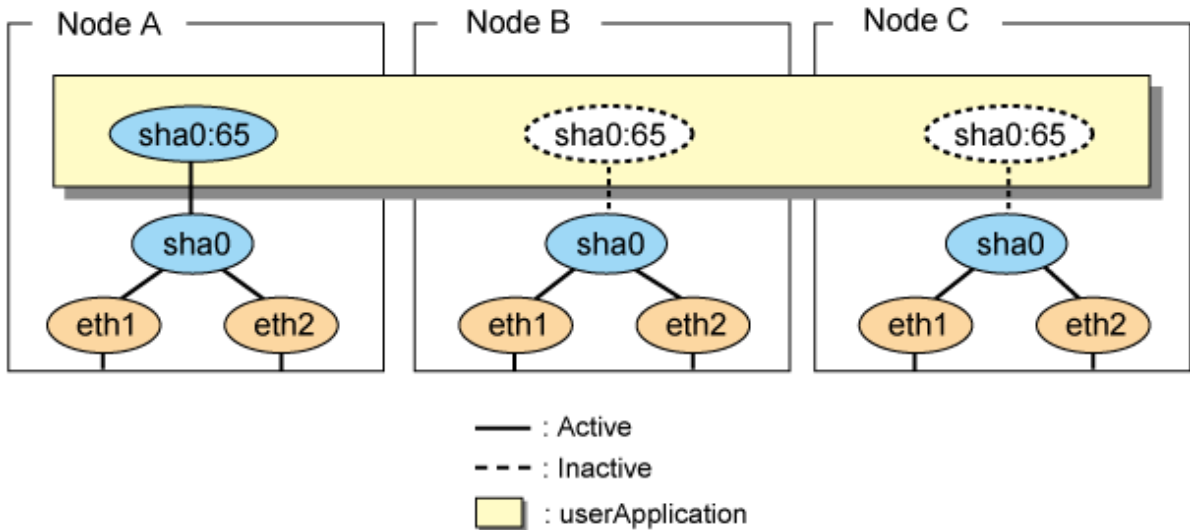 Node A
Node B
Node C
sha0:65
sha0:65
sha0:65
sha0
sha0
sha0
eth1
eth2
eth1
eth2
eth1
eth2
: Active
: Inactive
: userApplication